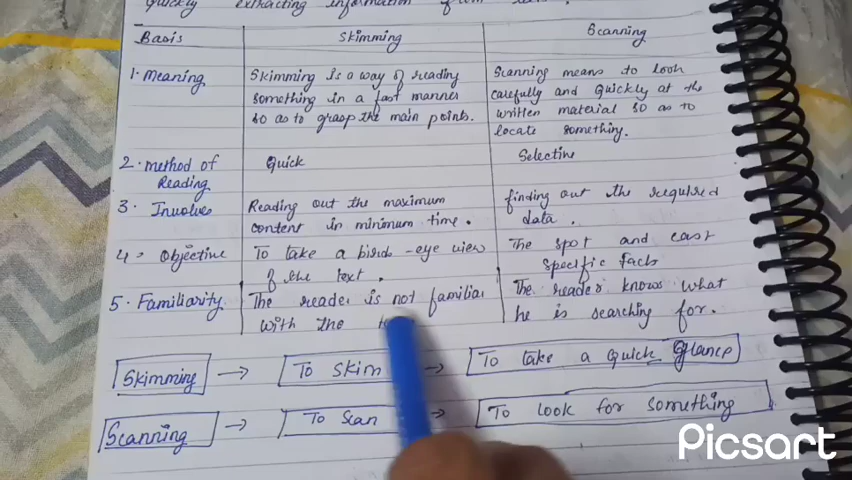 quickly extracting information from
Basis Skimming Scanning
1. Meaning
Skimming is a way of reading
something in a fast manner
so as to grasp the main points.
Scanning means to look
carefully and Quickly at the
written material so as to
locate something.
2. method of
Reading
Quick
Selective
3. Involves
Reading out the maximum
content in minimum time.
finding out the required
data.
4. Objective
To take a birds-eye view
of the text.
The spot and cast
specific facts
5. Familiarity
The reader is not familiar
with the
The reader knows what
he is searching for.
Skimming → To Skim → To take a Quick Glance
Scanning → To Scan → To look for something
Picsart